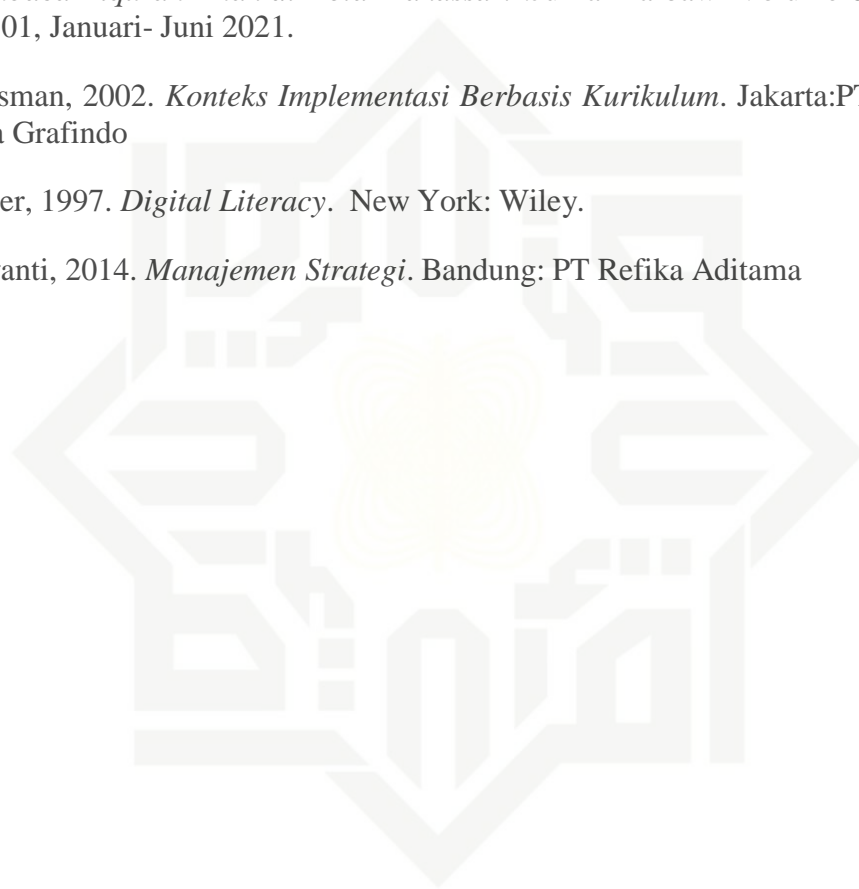 01, Januari- Juni 2021.
sman, 2002. Konteks Implementasi Berbasis Kurikulum. Jakarta:PT
a Grafindo
er, 1997. Digital Literacy. New York: Wiley.
anti, 2014. Manajemen Strategi. Bandung: PT Refika Aditama